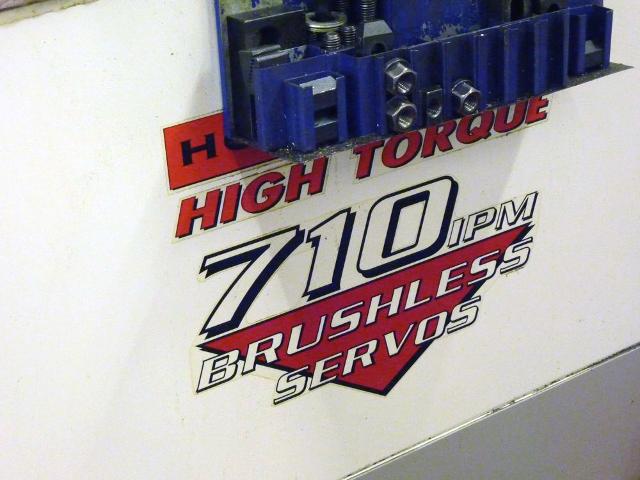 HIGH TORQUE
710 IPM
BRUSHLESS
SERVOS